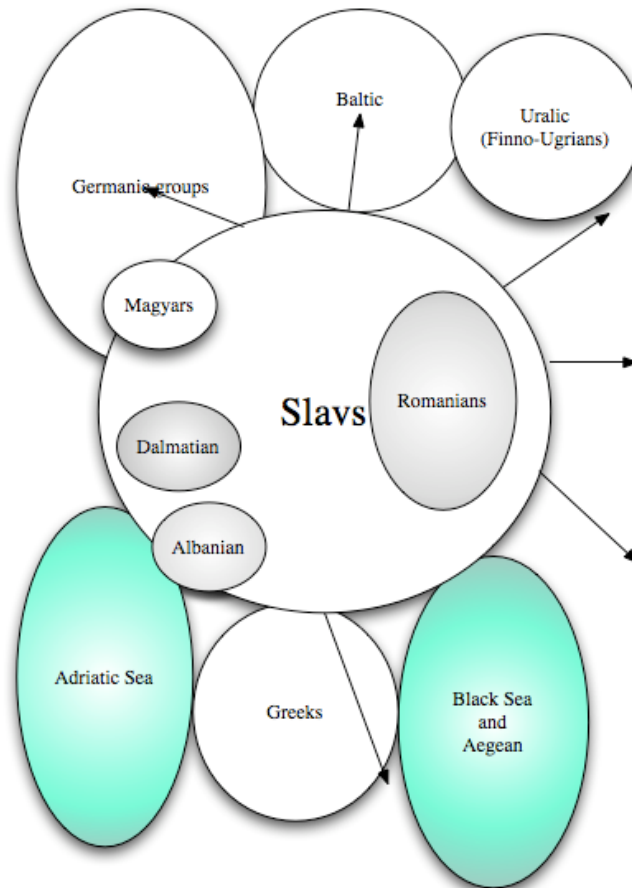 Baltic
Uralic
(Finno-Ugrians)
Germanic groups
Magyars
Slavs
Romanians
Dalmatian
Albanian
Adriatic Sea
Greeks
Black Sea
and
Aegean